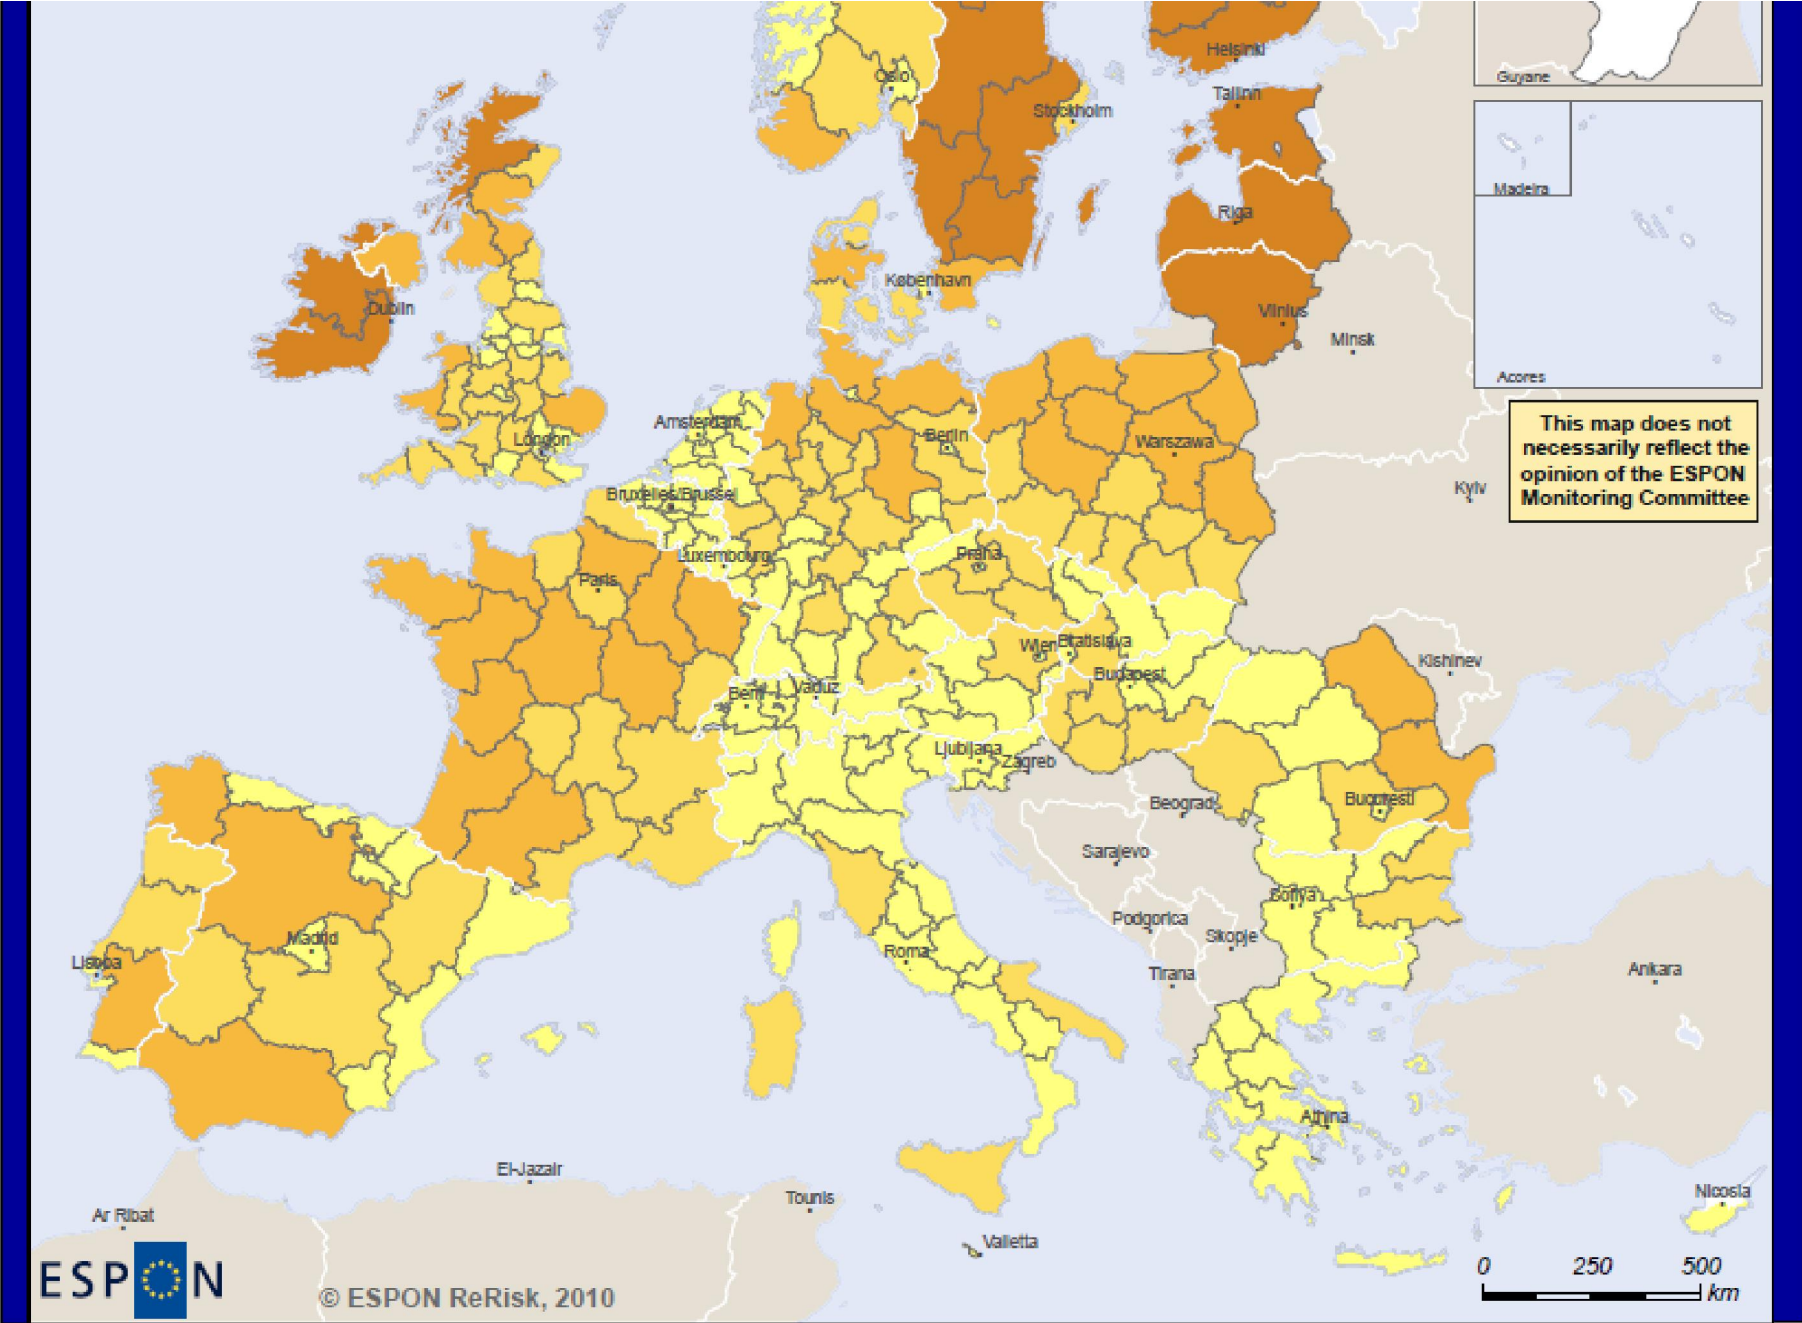 Helsinki
Oslo
Guyane
Tallinn
Stockholm
Madeira
Riga
København
Dublin
Vilnius
Minsk
Acores
This map does not
necessarily reflect the
opinion of the ESPON
Monitoring Committee
Amsterdam
London
Berlin
Warszawa
Bruxelles/Brussel
Kyiv
Luxembourg
Praha
Paris
Wien
Bratislava
Kishinev
Budapest
Bern
Vaduz
Ljubljana
Zagreb
Beograd
Bucuresti
Sarajevo
Sofiya
Podgorica
Skopje
Madrid
Roma
Lisboa
Tirana
Ankara
Athina
El-Jazair
Tounis
Nicosia
Ar Ribat
Valletta
ESPON
© ESPON ReRisk, 2010
0 250 500
km